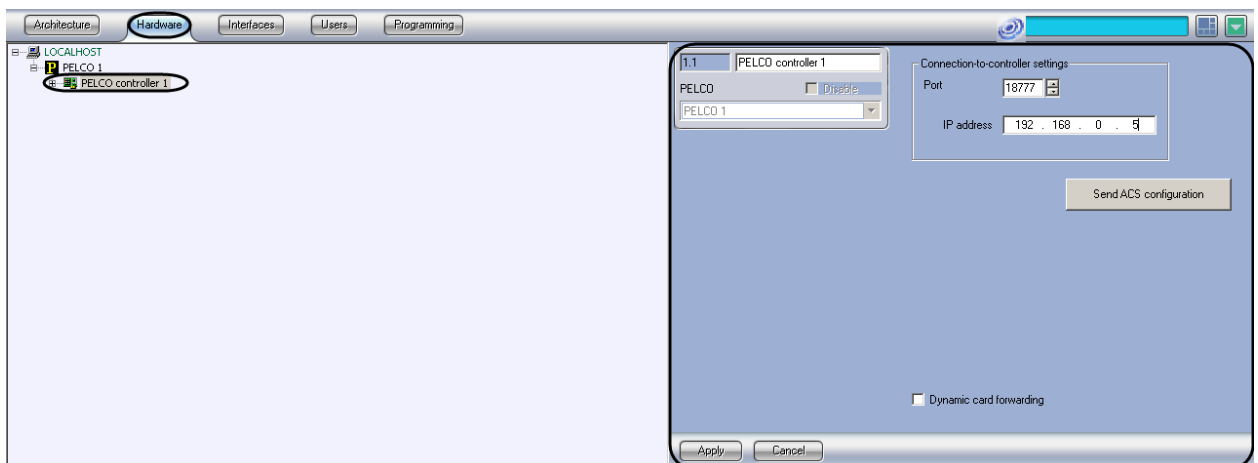 Architecture Hardware Interfaces Users Programming
LOCALHOST
PELCO 1
PELCO controller 1
1.1 PELCO controller 1
PELCO Disable
PELCO 1
Connection-to-controller settings
Port 18777
IP address 192 . 168 . 0 . 5
Send ACS configuration
Dynamic card forwarding
Apply Cancel